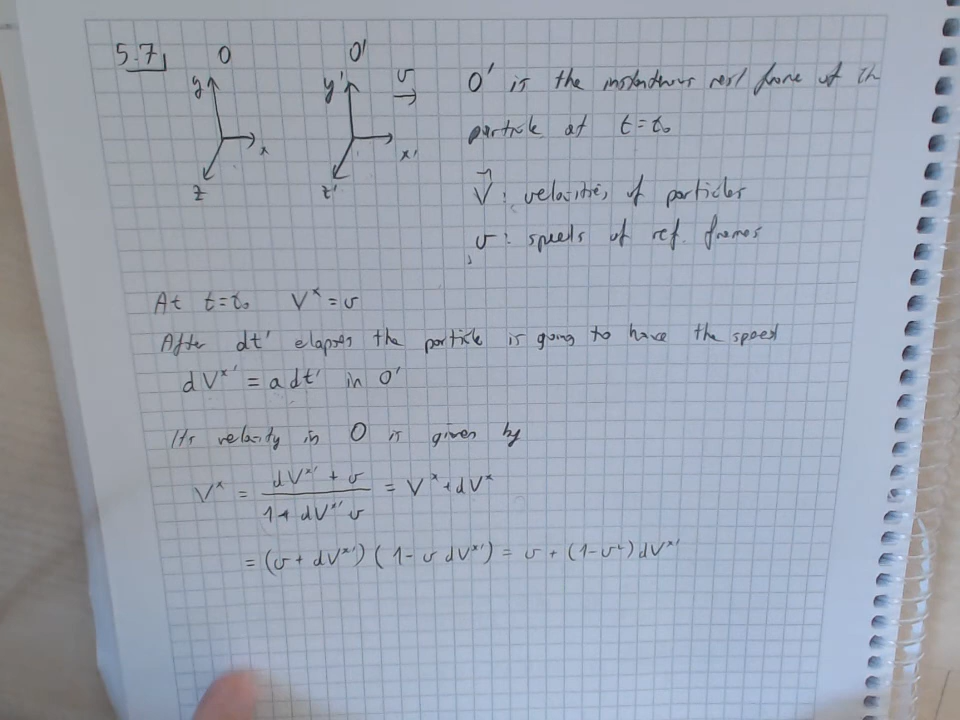 5.7,
O O'
y y' v
x x'
z z'
O' is the instantenous rest frame of th
particle at t=t₀
V⃗ : velocities of particles
v : speeds of ref. frames
At t=t₀ Vˣ = v
After dt' elapses the particle is going to have the speed
dVˣ' = a dt' in O'
Its velocity in O is given by
Vˣ = (dVˣ' + v) / (1 + dVˣ' v) = Vˣ + dVˣ
= (v + dVˣ') (1 - v dVˣ') = v + (1-v²) dVˣ'